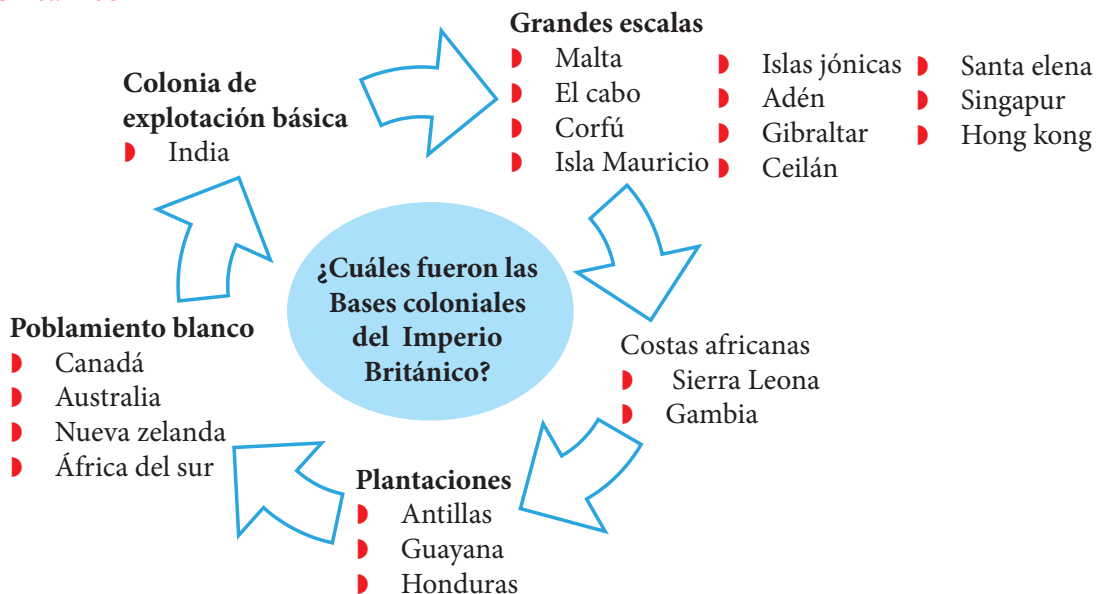 Grandes escalas
Malta
El cabo
Corfú
Isla Mauricio
Islas jónicas
Adén
Gibraltar
Ceilán
Santa elena
Singapur
Hong kong
Costas africanas
Sierra Leona
Gambia
Plantaciones
Antillas
Guayana
Honduras
Poblamiento blanco
Canadá
Australia
Nueva zelanda
África del sur
Colonia de
explotación básica
India
¿Cuáles fueron las
Bases coloniales
del Imperio
Británico?